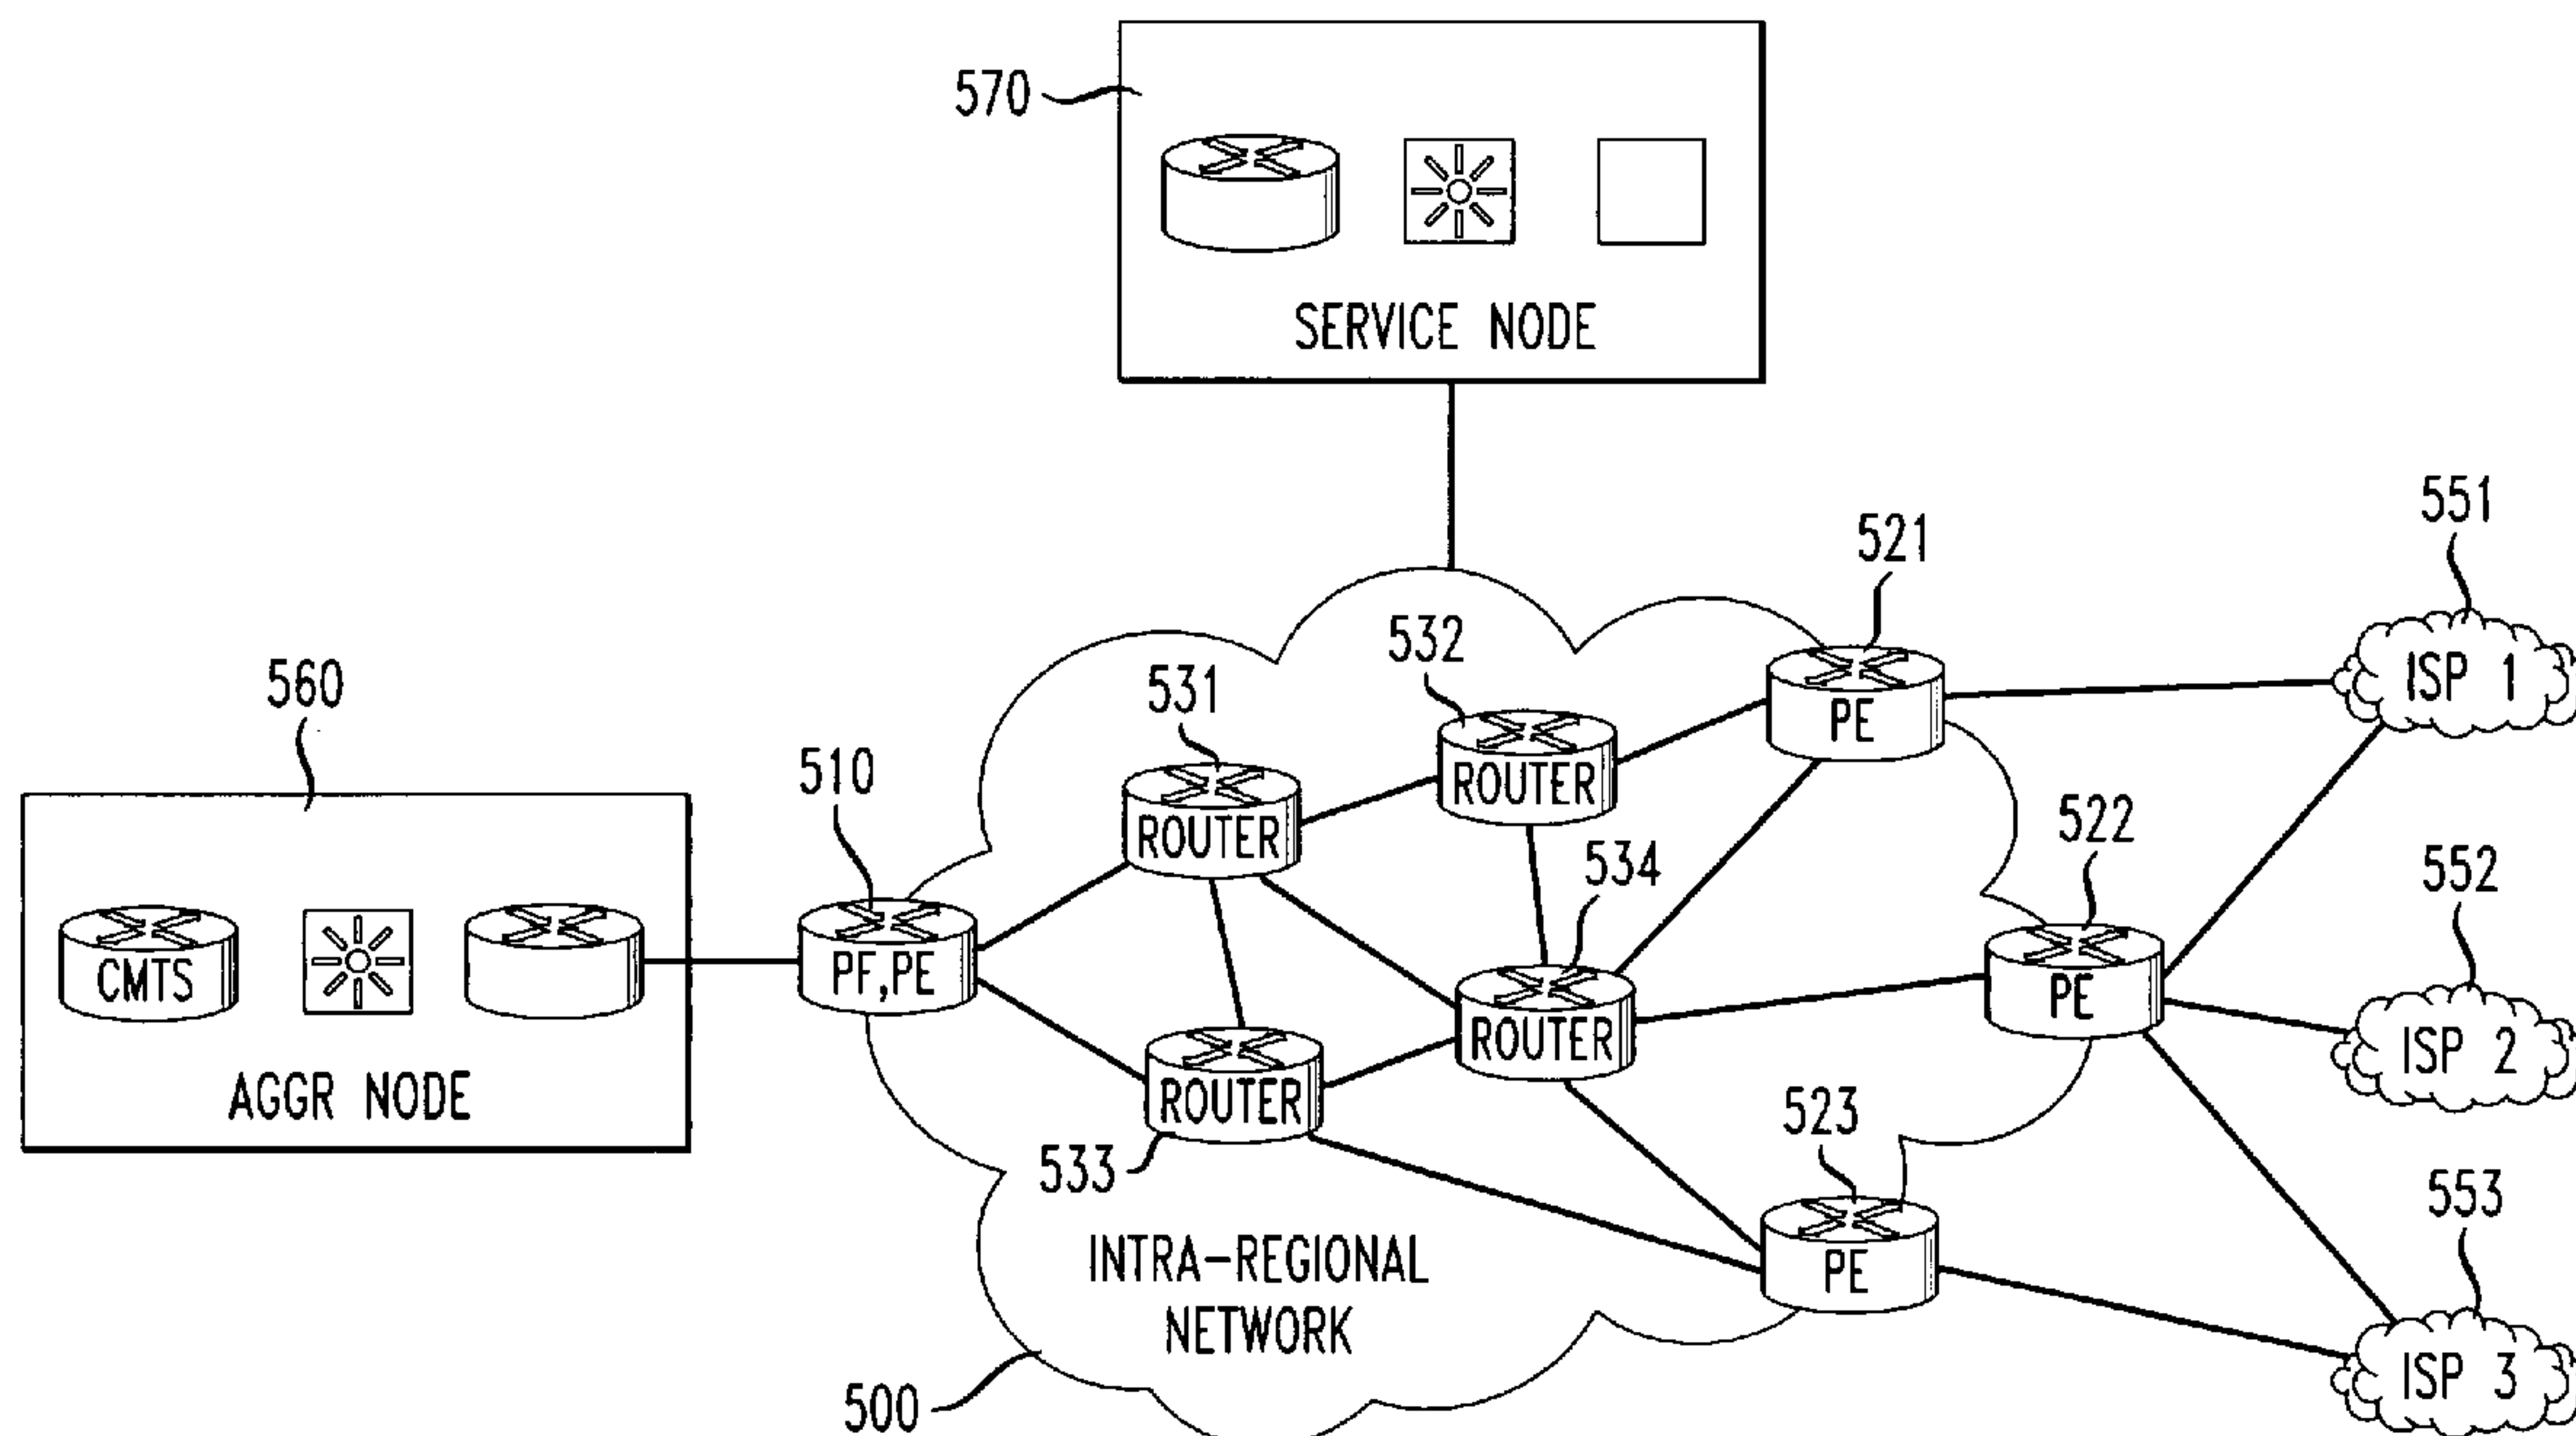 570
SERVICE NODE
551
521
532
ISP 1
560
531
PE
510
ROUTER
522
ROUTER
534
552
PF,PE
CMTS
PE
ROUTER
ISP 2
AGGR NODE
ROUTER
523
533
553
PE
INTRA-REGIONAL
NETWORK
ISP 3
500